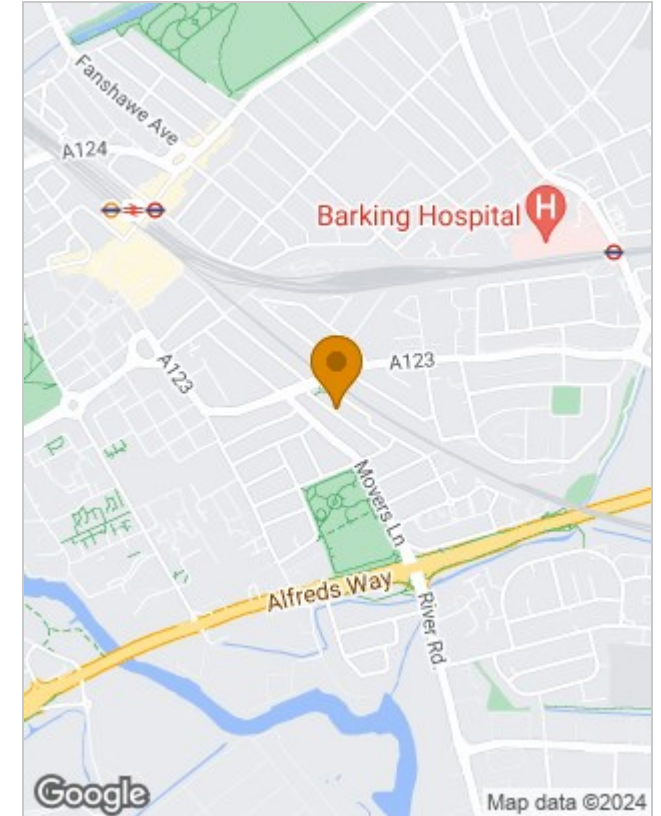 Fanshawe Ave
A124
Barking Hospital
H
A123
A123
Movers Ln
Alfreds Way
River Rd.
Google
Map data ©2024